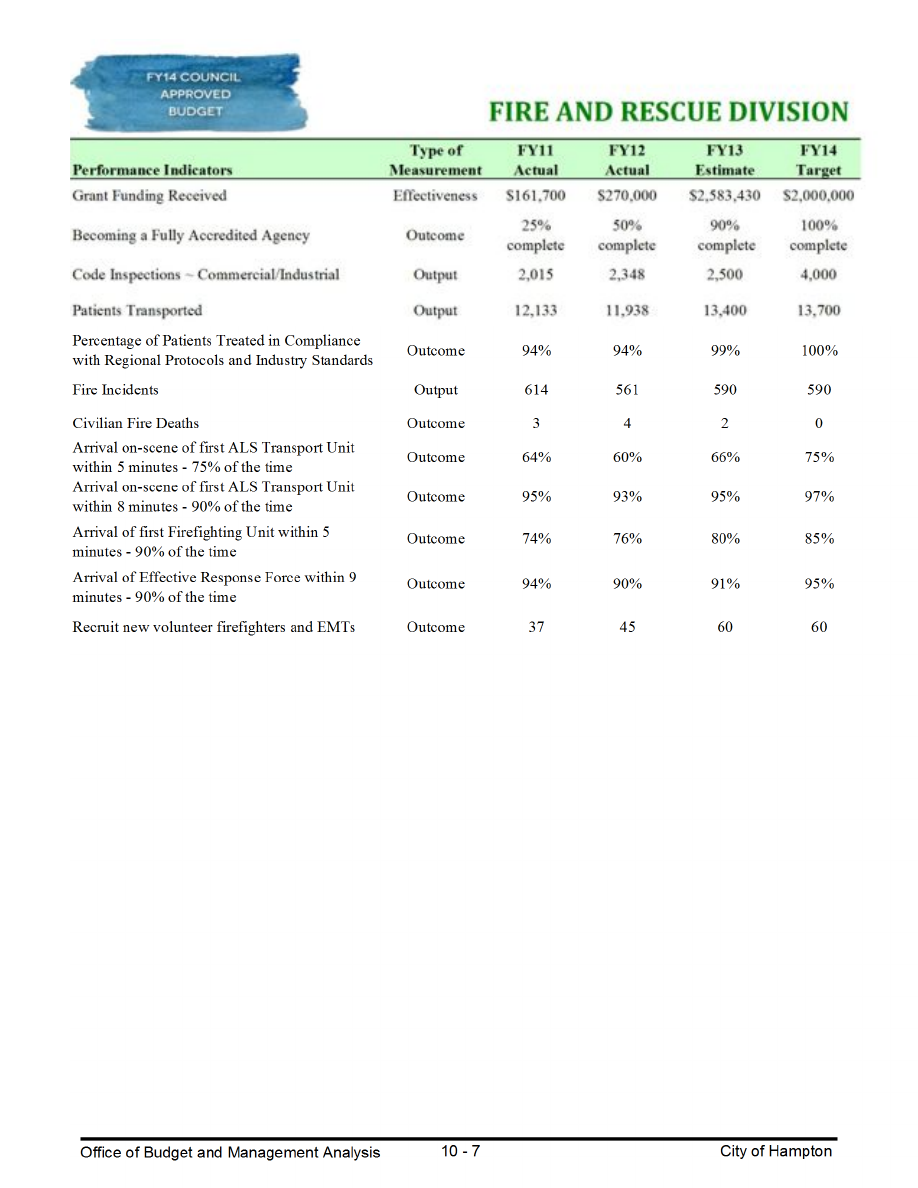 FY14 COUNCIL
APPROVED
BUDGET
FIRE AND RESCUE DIVISION
Performance Indicators Type of Measurement FY11 Actual FY12 Actual FY13 Estimate FY14 Target
Grant Funding Received Effectiveness $161,700 $270,000 $2,583,430 $2,000,000
Becoming a Fully Accredited Agency Outcome 25% complete 50% complete 90% complete 100% complete
Code Inspections ~ Commercial/Industrial Output 2,015 2,348 2,500 4,000
Patients Transported Output 12,133 11,938 13,400 13,700
Percentage of Patients Treated in Compliance
with Regional Protocols and Industry Standards Outcome 94% 94% 99% 100%
Fire Incidents Output 614 561 590 590
Civilian Fire Deaths Outcome 3 4 2 0
Arrival on-scene of first ALS Transport Unit
within 5 minutes - 75% of the time Outcome 64% 60% 66% 75%
Arrival on-scene of first ALS Transport Unit
within 8 minutes - 90% of the time Outcome 95% 93% 95% 97%
Arrival of first Firefighting Unit within 5
minutes - 90% of the time Outcome 74% 76% 80% 85%
Arrival of Effective Response Force within 9
minutes - 90% of the time Outcome 94% 90% 91% 95%
Recruit new volunteer firefighters and EMTs Outcome 37 45 60 60
Office of Budget and Management Analysis 10 - 7 City of Hampton